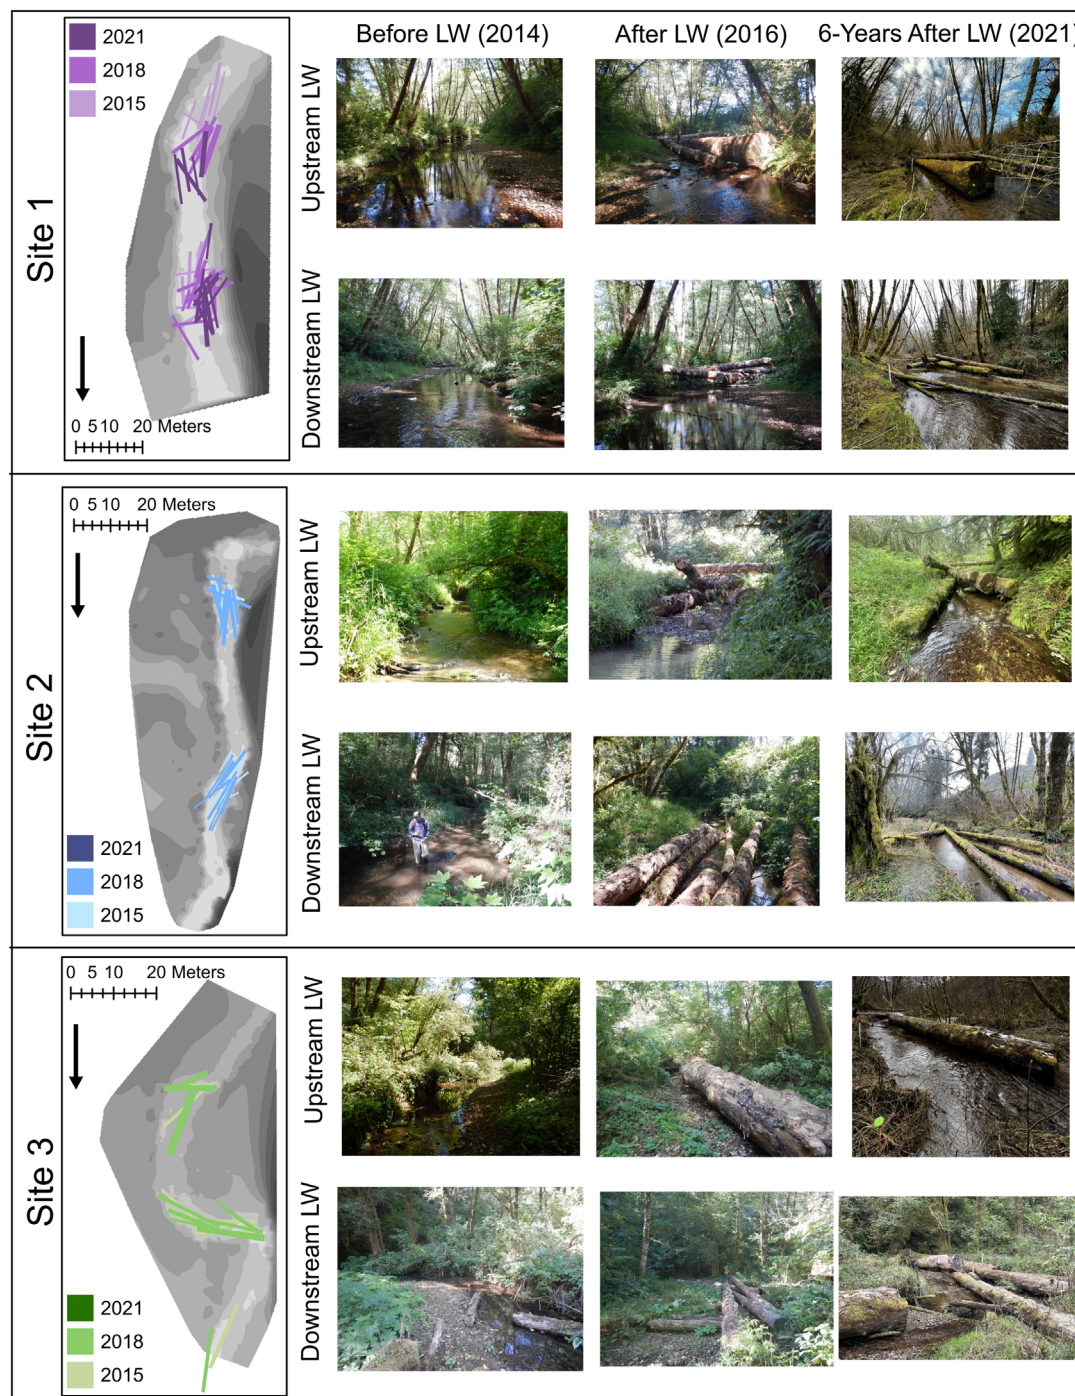 Before LW (2014)
After LW (2016)
6-Years After LW (2021)
Site 1
2021
2018
2015
0 5 10 20 Meters
Upstream LW
Downstream LW
Site 2
0 5 10 20 Meters
2021
2018
2015
Upstream LW
Downstream LW
Site 3
0 5 10 20 Meters
2021
2018
2015
Upstream LW
Downstream LW